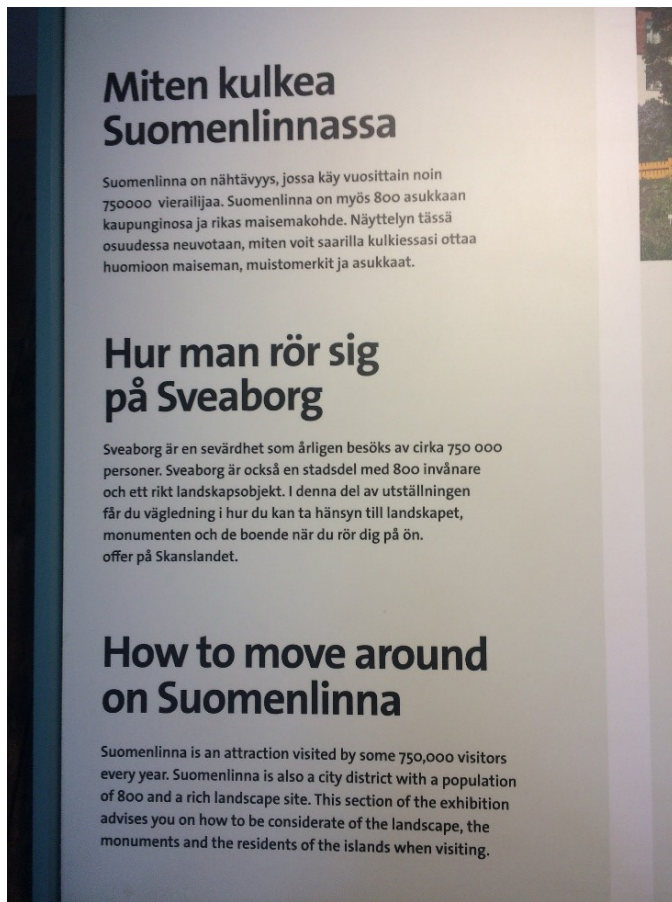 Miten kulkea
Suomenlinnassa
Suomenlinna on nähtävyys, jossa käy vuosittain noin
750000 vierailijaa. Suomenlinna on myös 800 asukkaan
kaupunginosa ja rikas maisemakohde. Näyttelyn tässä
osuudessa neuvotaan, miten voit saarilla kulkiessasi ottaa
huomioon maiseman, muistomerkit ja asukkaat.
Hur man rör sig
på Sveaborg
Sveaborg är en sevärdhet som årligen besöks av cirka 750 000
personer. Sveaborg är också en stadsdel med 800 invånare
och ett rikt landskapsobjekt. I denna del av utställningen
får du vägledning i hur du kan ta hänsyn till landskapet,
monumenten och de boende när du rör dig på ön.
offer på Skanslandet.
How to move around
on Suomenlinna
Suomenlinna is an attraction visited by some 750,000 visitors
every year. Suomenlinna is also a city district with a population
of 800 and a rich landscape site. This section of the exhibition
advises you on how to be considerate of the landscape, the
monuments and the residents of the islands when visiting.